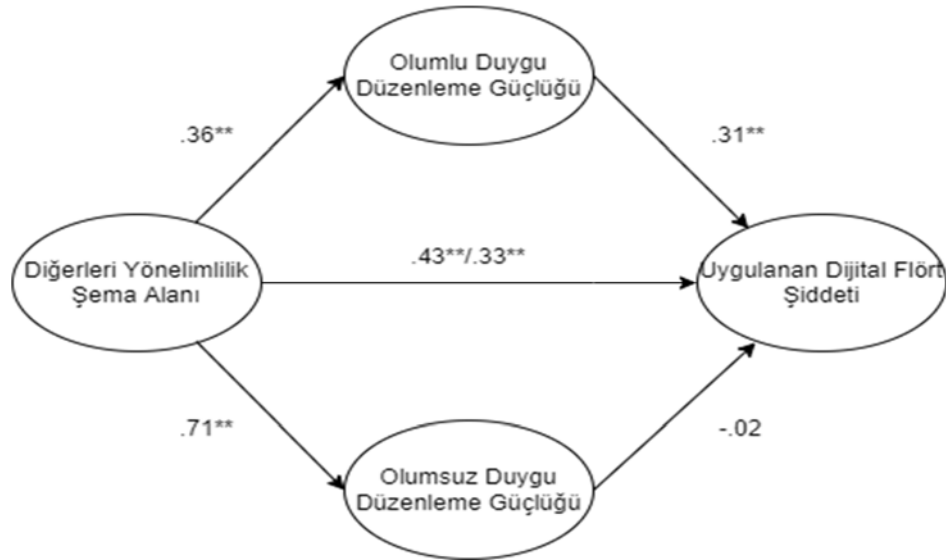 Olumlu Duygu
Düzenleme Güçlüğü
.36**
.31**
.43**/.33**
Diğerleri Yönelimlilik
Şema Alanı
Uygulanan Dijital Flört
Şiddeti
.71**
-.02
Olumsuz Duygu
Düzenleme Güçlüğü